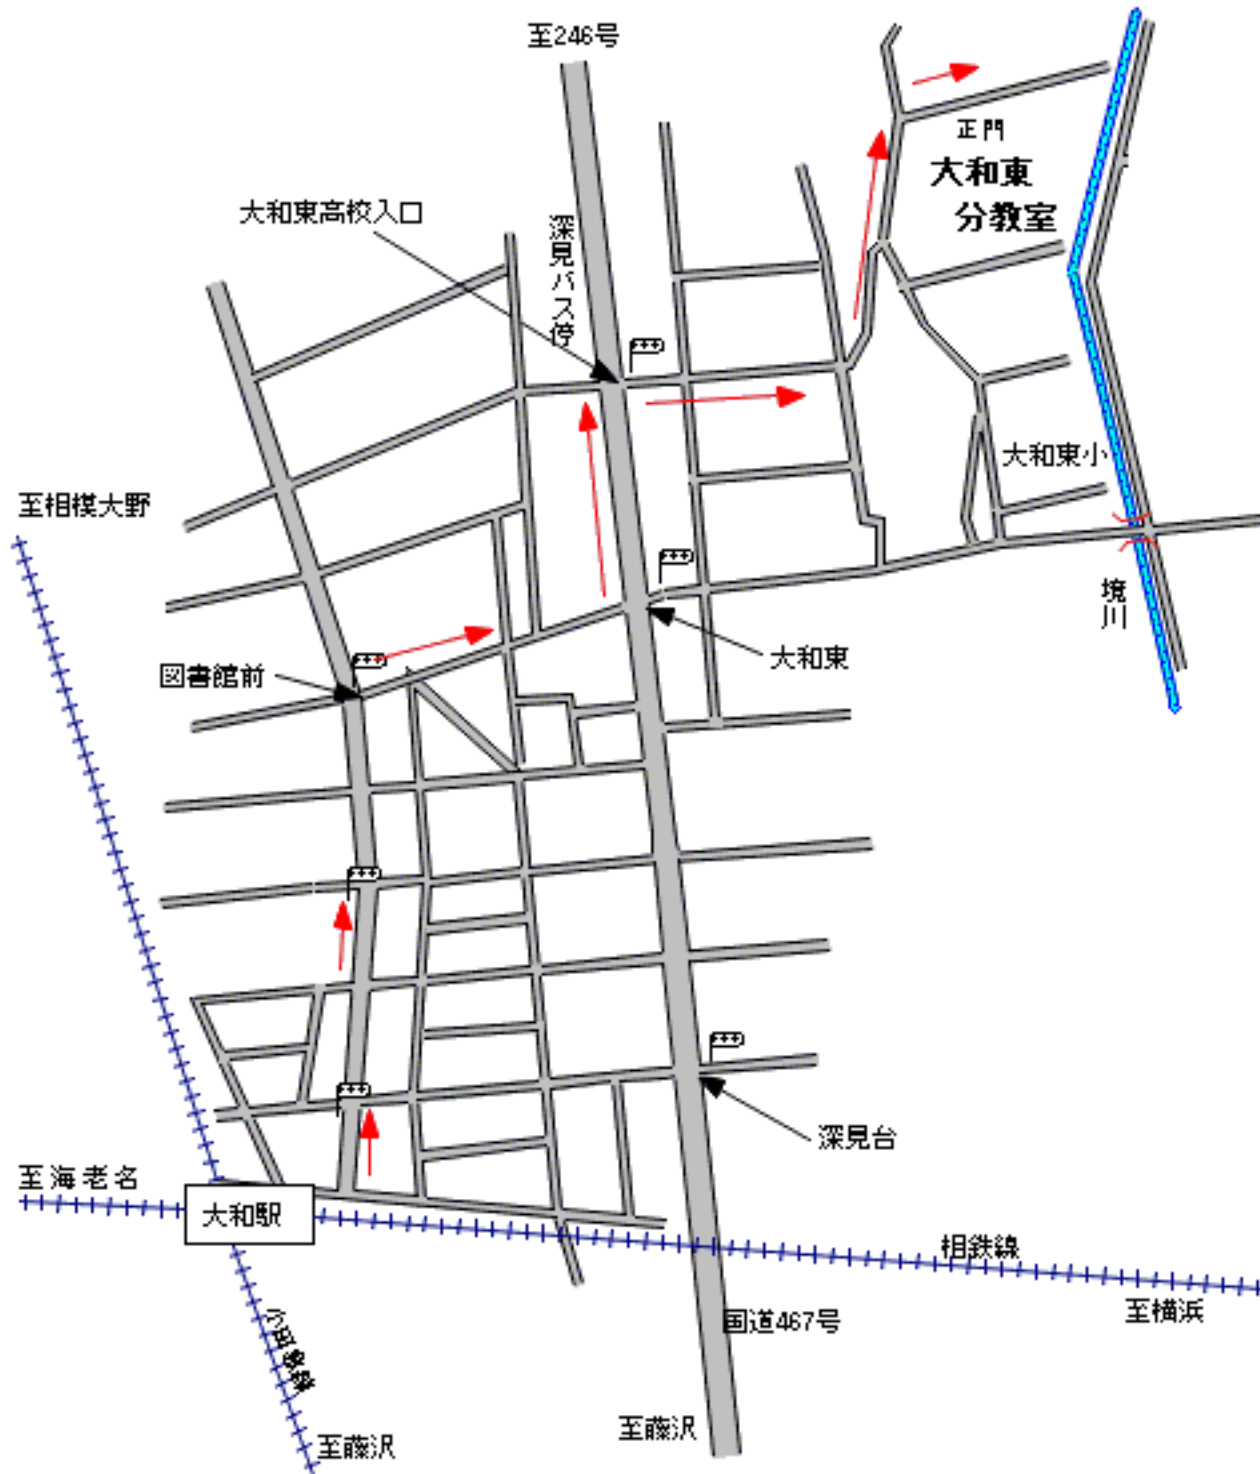 至246号
正門
大和東
分教室
大和東高校入口
深見バス停
大和東小
至相模大野
境川
大和東
図書館前
深見台
至海老名
大和駅
相鉄線
至横浜
国道467号
小田急線
至藤沢
至藤沢